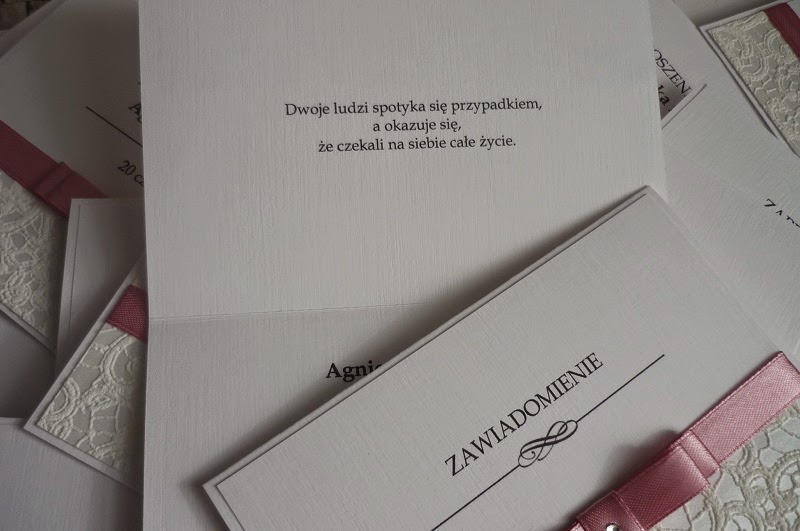 Dwoje ludzi spotyka się przypadkiem,
a okazuje się,
że czekali na siebie całe życie.
ZAWIADOMIENIE